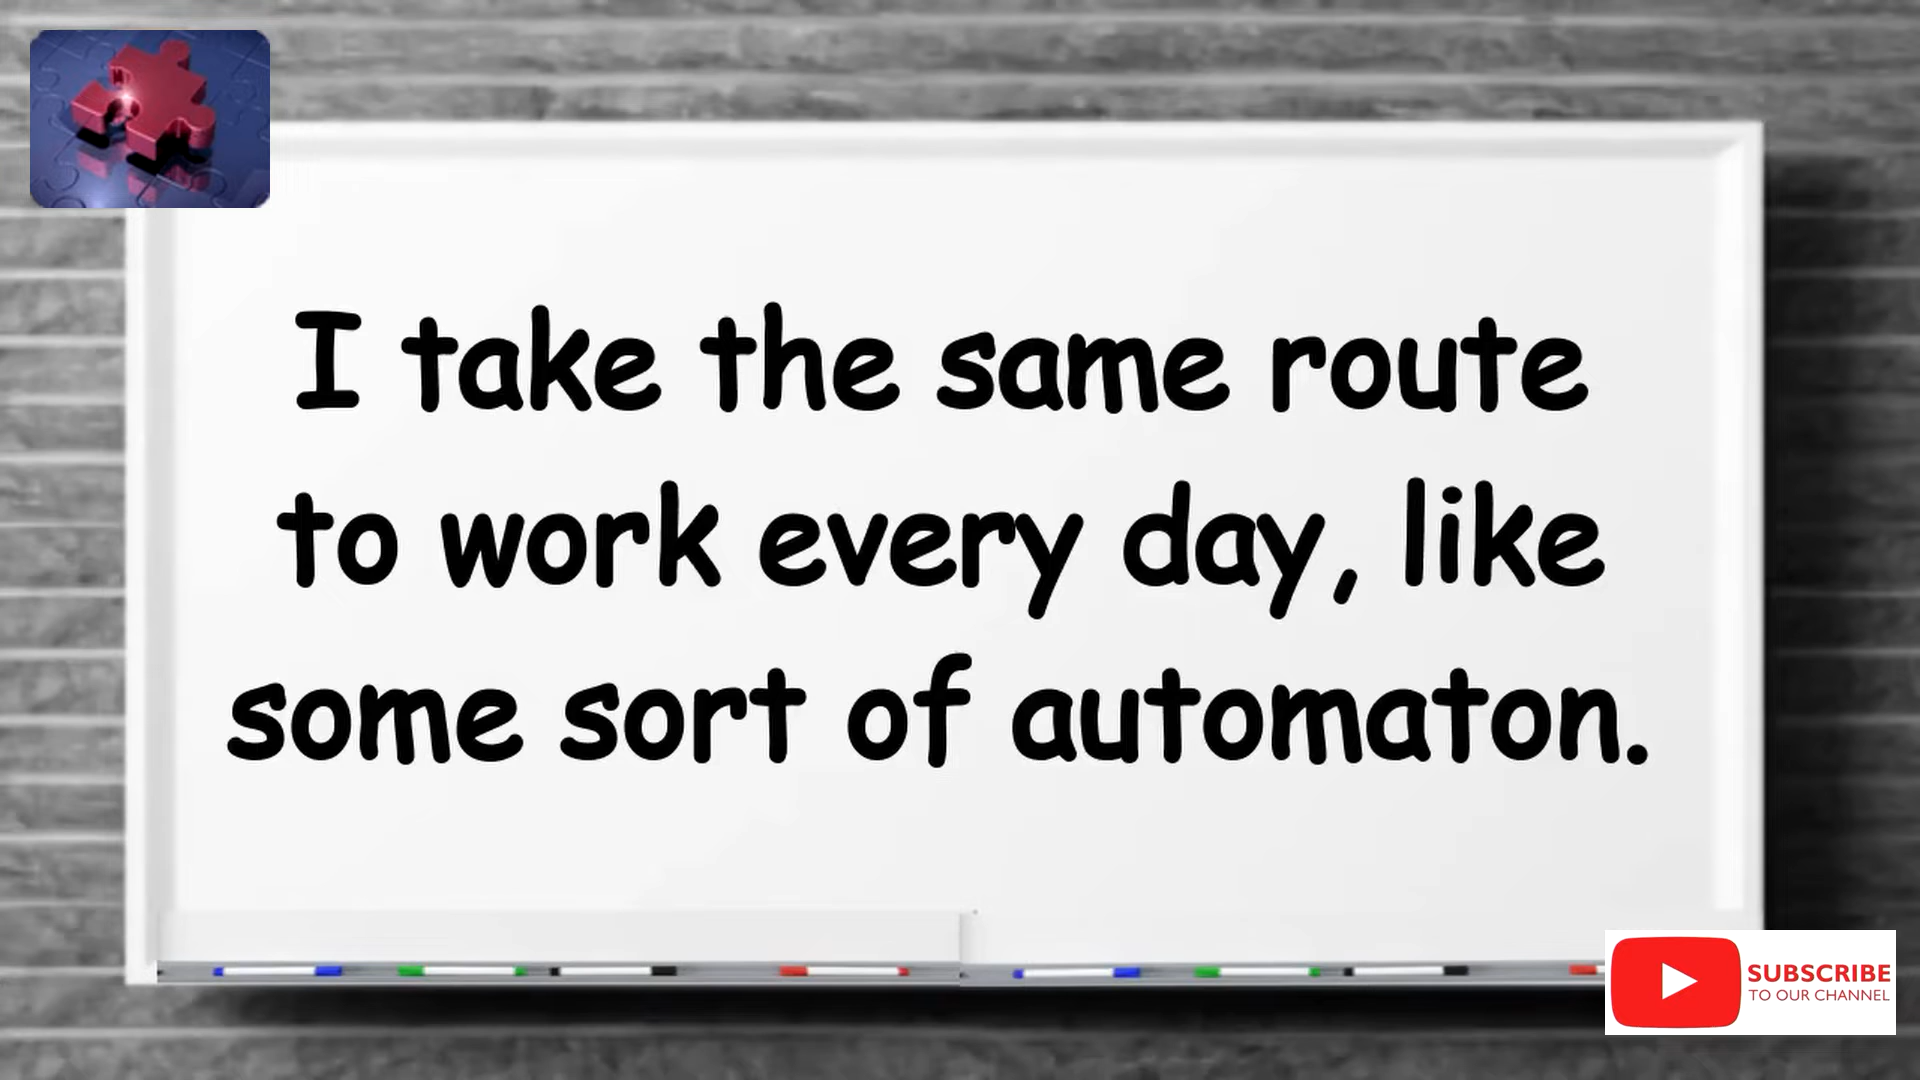 I take the same route
to work every day, like
some sort of automaton.
SUBSCRIBE
TO OUR CHANNEL